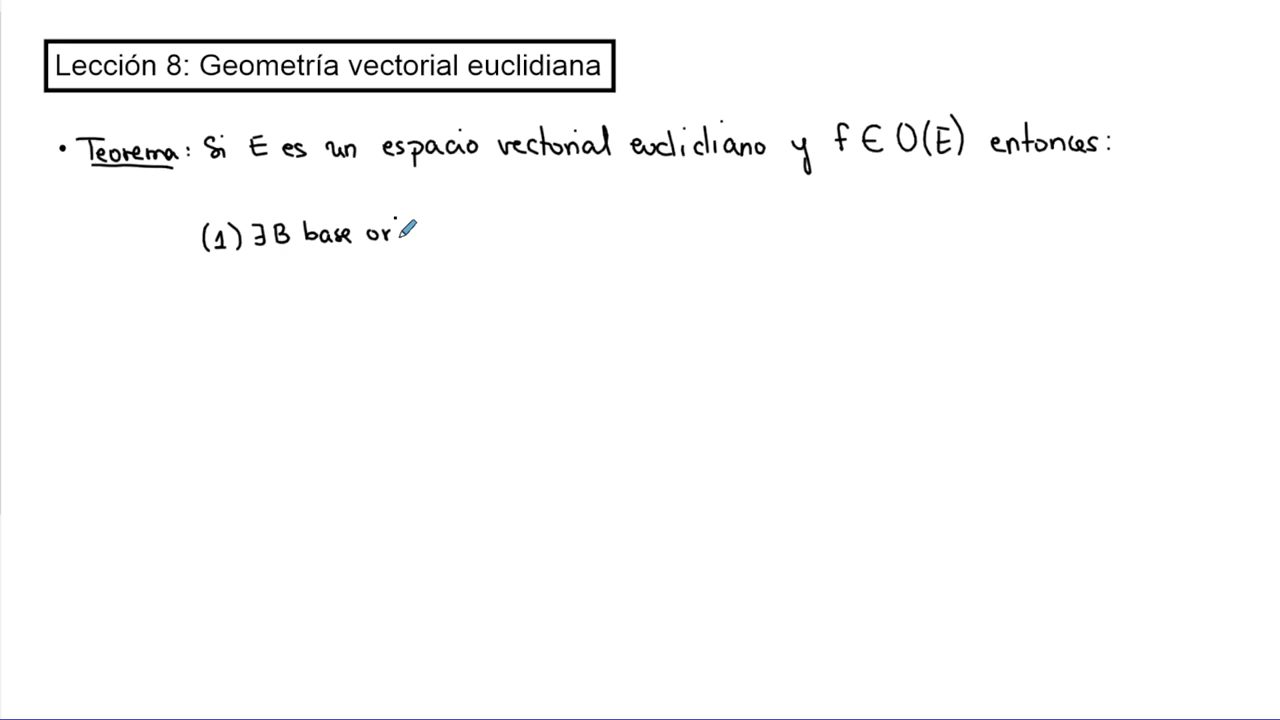 Lección 8: Geometría vectorial euclidiana
• Teorema: Si E es un espacio vectorial euclidiano y f ∈ O(E) entonces:
(1) ∃ B base or